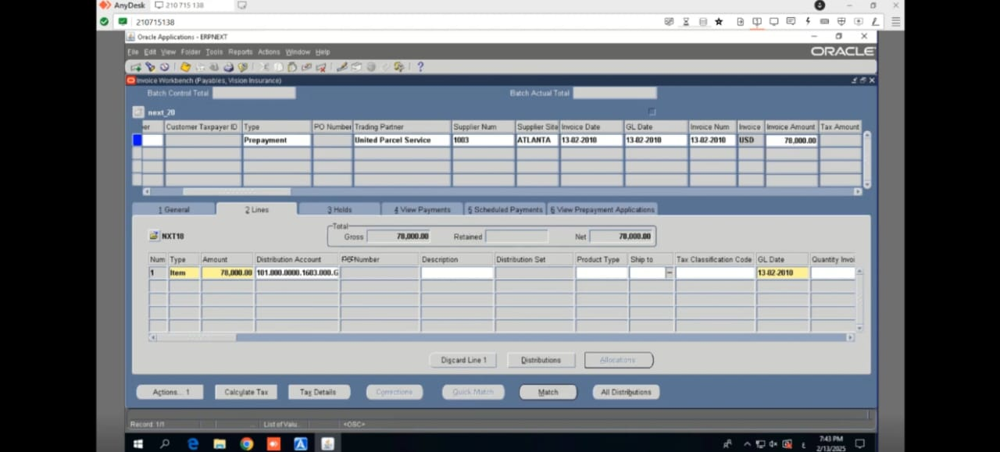 AnyDesk 210 715 138
210715138
Oracle Applications - ERPNEXT
File Edit View Folder Tools Reports Actions Window Help
ORACLE
Invoice Workbench (Payables, Vision Insurance)
Batch Control Total Batch Actual Total
next_20
er Customer Taxpayer ID Type PO Number Trading Partner Supplier Num Supplier Site Invoice Date GL Date Invoice Num Invoice Invoice Amount Tax Amount
Prepayment United Parcel Service 1003 ATLANTA 13-02-2010 13-02-2010 13-02-2010 USD 78,000.00
1 General 2 Lines 3 Holds 4 View Payments 5 Scheduled Payments 6 View Prepayment Applications
Total
NXT18 Gross 78,000.00 Retained Net 78,000.00
Num Type Amount Distribution Account Number Description Distribution Set Product Type Ship to Tax Classification Code GL Date Quantity Invoi
1 Item 78,000.00 101.000.0000.1603.000.G 13-02-2010
Discard Line 1 Distributions Allocations
Actions... 1 Calculate Tax Tax Details Corrections Quick Match Match All Distributions
Record: 1/1 ... List of Valu... <OSC>
7:43 PM
2/13/2025